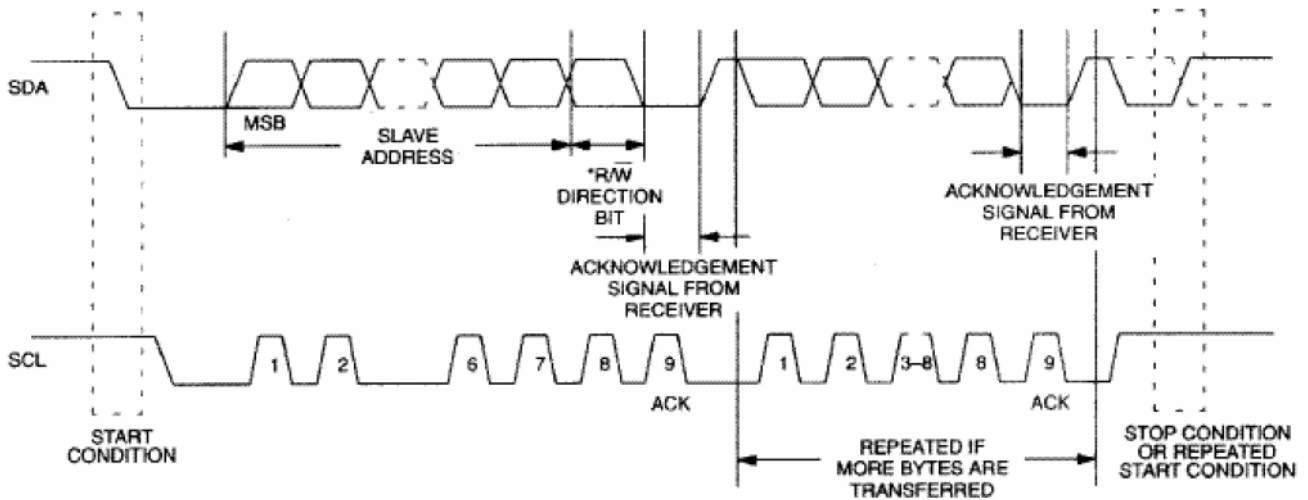 SDA
MSB
SLAVE
ADDRESS
*R/W̅
DIRECTION
BIT
ACKNOWLEDGEMENT
SIGNAL FROM
RECEIVER
ACKNOWLEDGEMENT
SIGNAL FROM
RECEIVER
SCL
1 2 6 7 8 9 1 2 3–8 8 9
ACK ACK
START
CONDITION
REPEATED IF
MORE BYTES ARE
TRANSFERRED
STOP CONDITION
OR REPEATED
START CONDITION